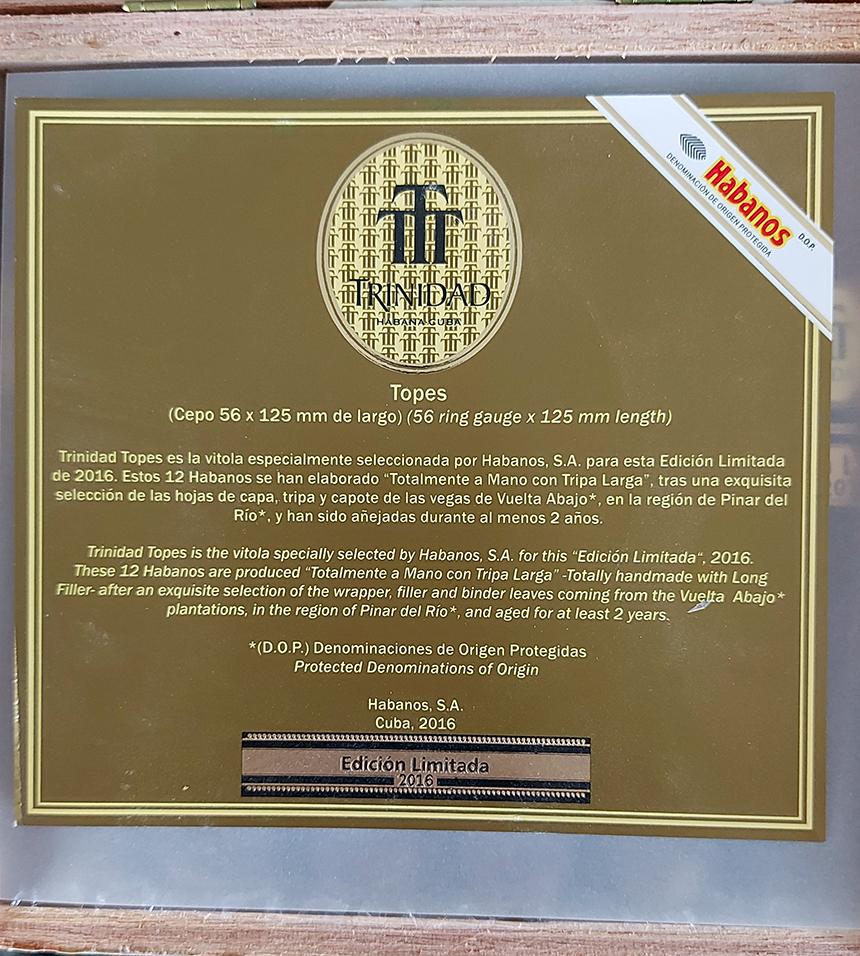 Habanos
DENOMINACIÓN DE ORIGEN PROTEGIDA
D.O.P.
TTT
TRINIDAD
HABANA CUBA
Topes
(Cepo 56 x 125 mm de largo) (56 ring gauge x 125 mm length)
Trinidad Topes es la vitola especialmente seleccionada por Habanos, S.A. para esta Edición Limitada
de 2016. Estos 12 Habanos se han elaborado “Totalmente a Mano con Tripa Larga”, tras una exquisita
selección de las hojas de capa, tripa y capote de las vegas de Vuelta Abajo*, en la región de Pinar del
Río*, y han sido añejadas durante al menos 2 años.
Trinidad Topes is the vitola specially selected by Habanos, S.A. for this “Edición Limitada“, 2016.
These 12 Habanos are produced “Totalmente a Mano con Tripa Larga” -Totally handmade with Long
Filler- after an exquisite selection of the wrapper, filler and binder leaves coming from the Vuelta Abajo*
plantations, in the region of Pinar del Río*, and aged for at least 2 years.
*(D.O.P.) Denominaciones de Origen Protegidas
Protected Denominations of Origin
Habanos, S.A.
Cuba, 2016
Edición Limitada
2016